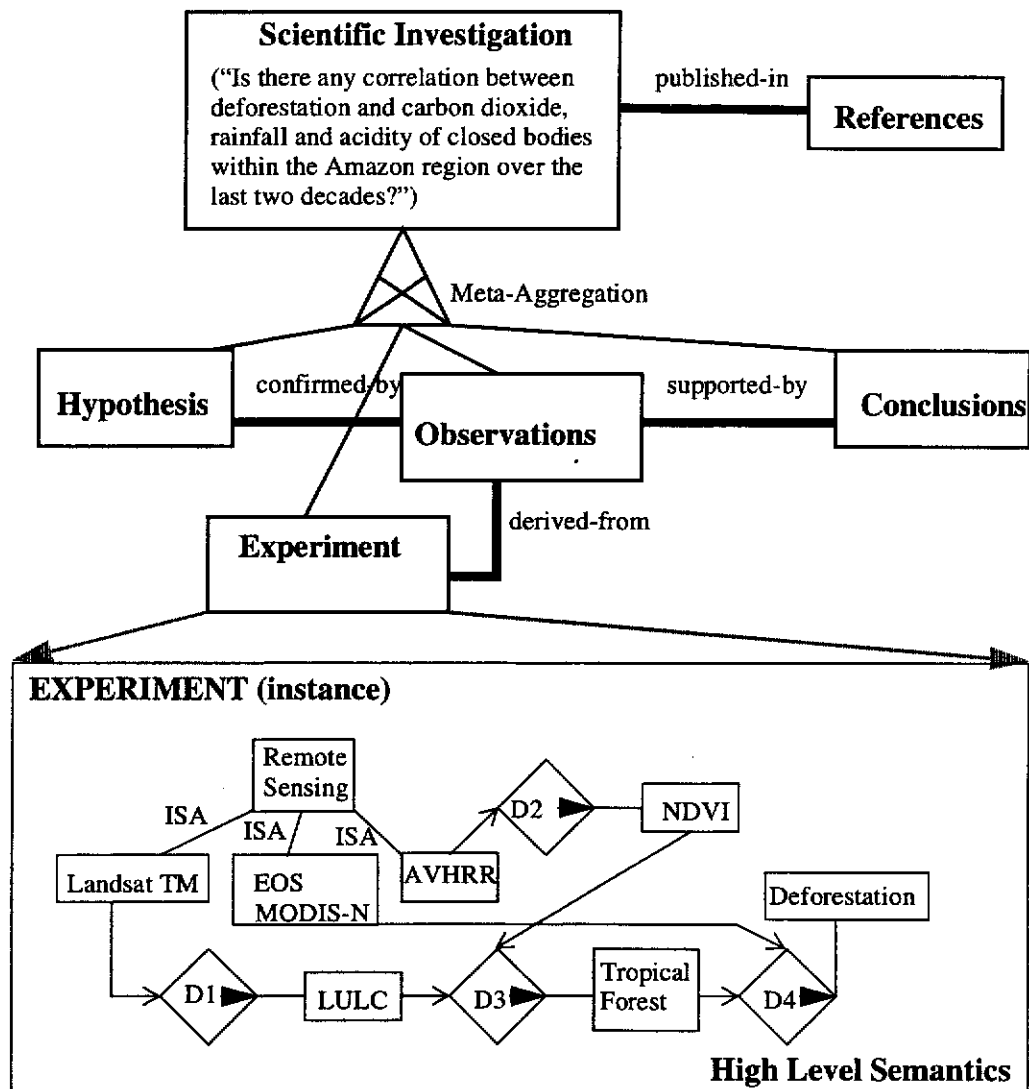 Scientific Investigation
("Is there any correlation between
deforestation and carbon dioxide,
rainfall and acidity of closed bodies
within the Amazon region over the
last two decades?")
published-in
References
Meta-Aggregation
Hypothesis
confirmed-by
Observations
supported-by
Conclusions
derived-from
Experiment
EXPERIMENT (instance)
Remote
Sensing
ISA
ISA
ISA
D2
NDVI
Landsat TM
EOS
MODIS-N
AVHRR
Deforestation
D1
LULC
D3
Tropical
Forest
D4
High Level Semantics